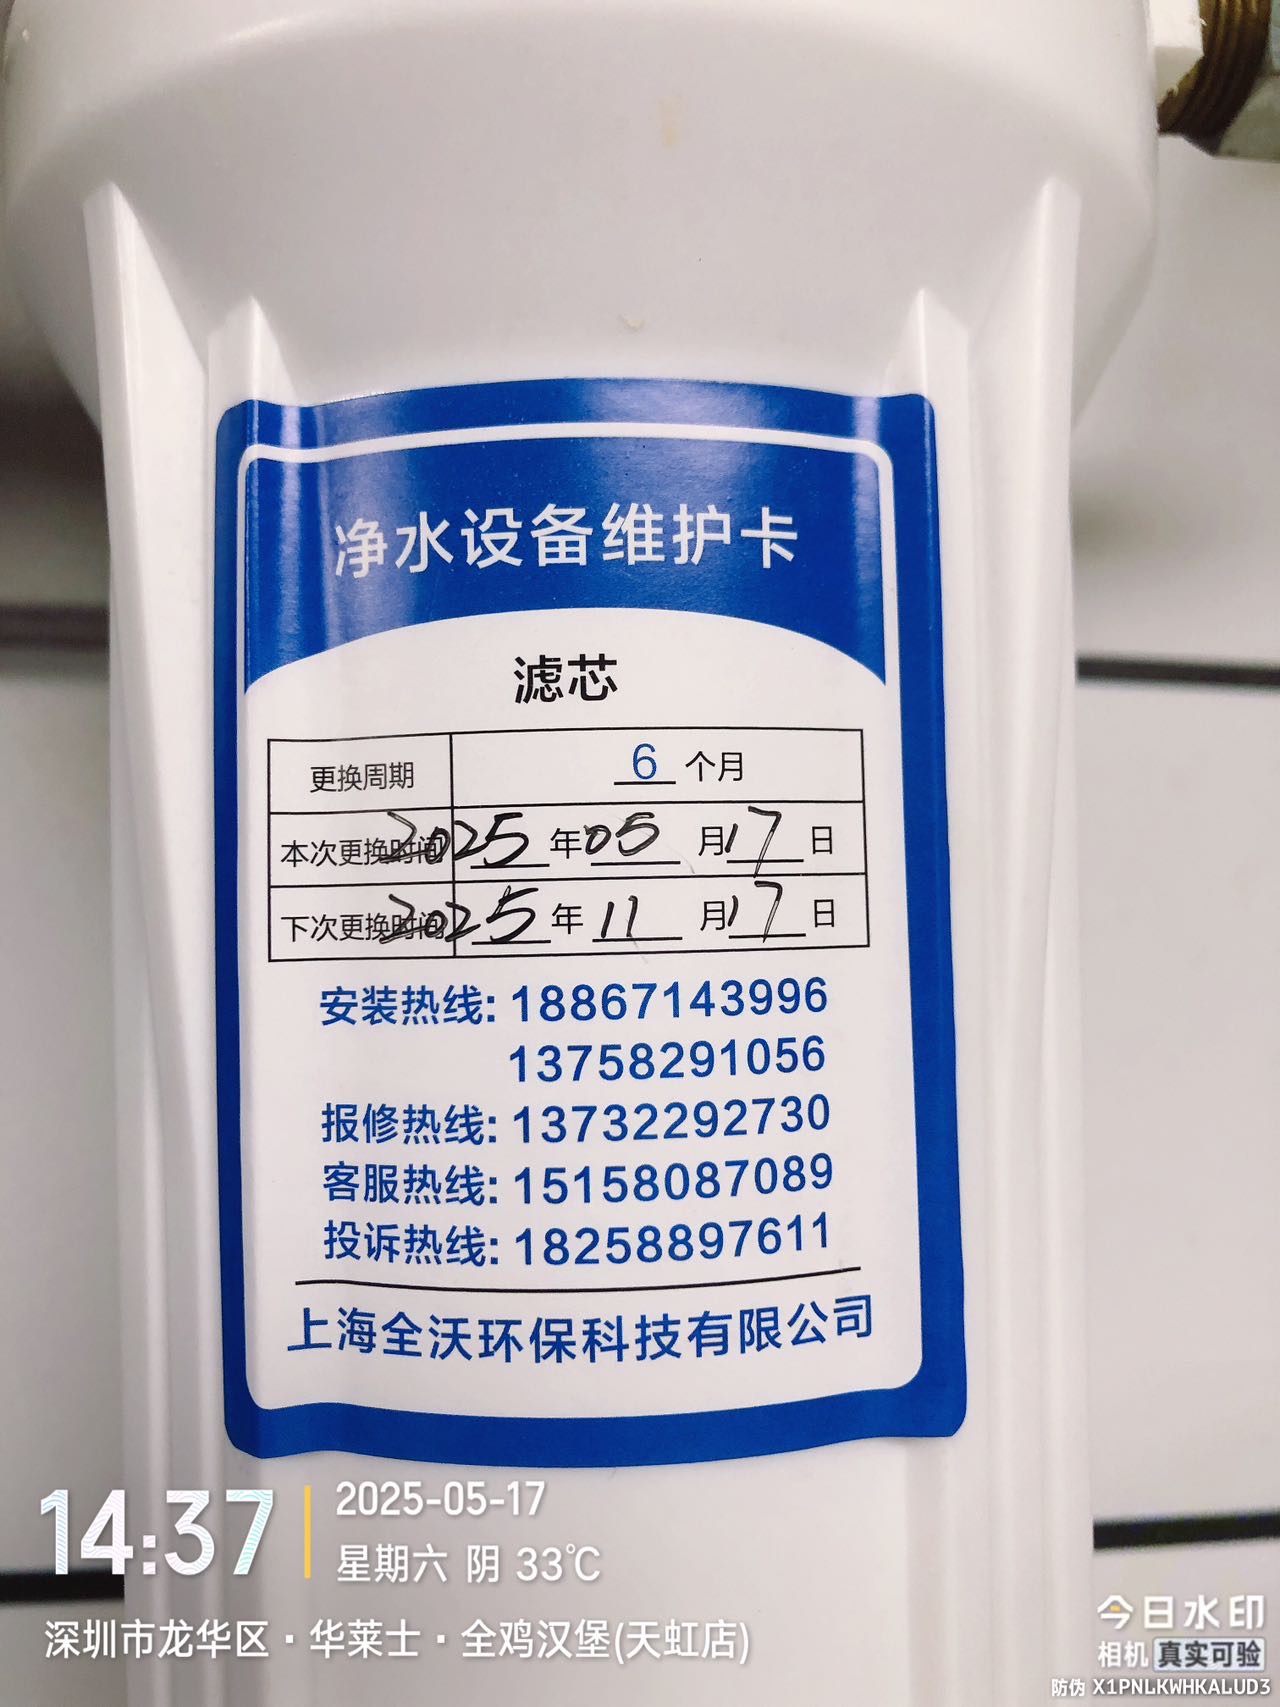 净水设备维护卡
滤芯
更换周期 6 个月
本次更换时间 2025 年 05 月 17 日
下次更换时间 2025 年 11 月 17 日
安装热线: 18867143996
13758291056
报修热线: 13732292730
客服热线: 15158087089
投诉热线: 18258897611
上海全沃环保科技有限公司
14:37
2025-05-17
星期六 阴 33℃
深圳市龙华区·华莱士·全鸡汉堡(天虹店)
今日水印
相机 真实可验
防伪 X1PNLKWHKALUD3